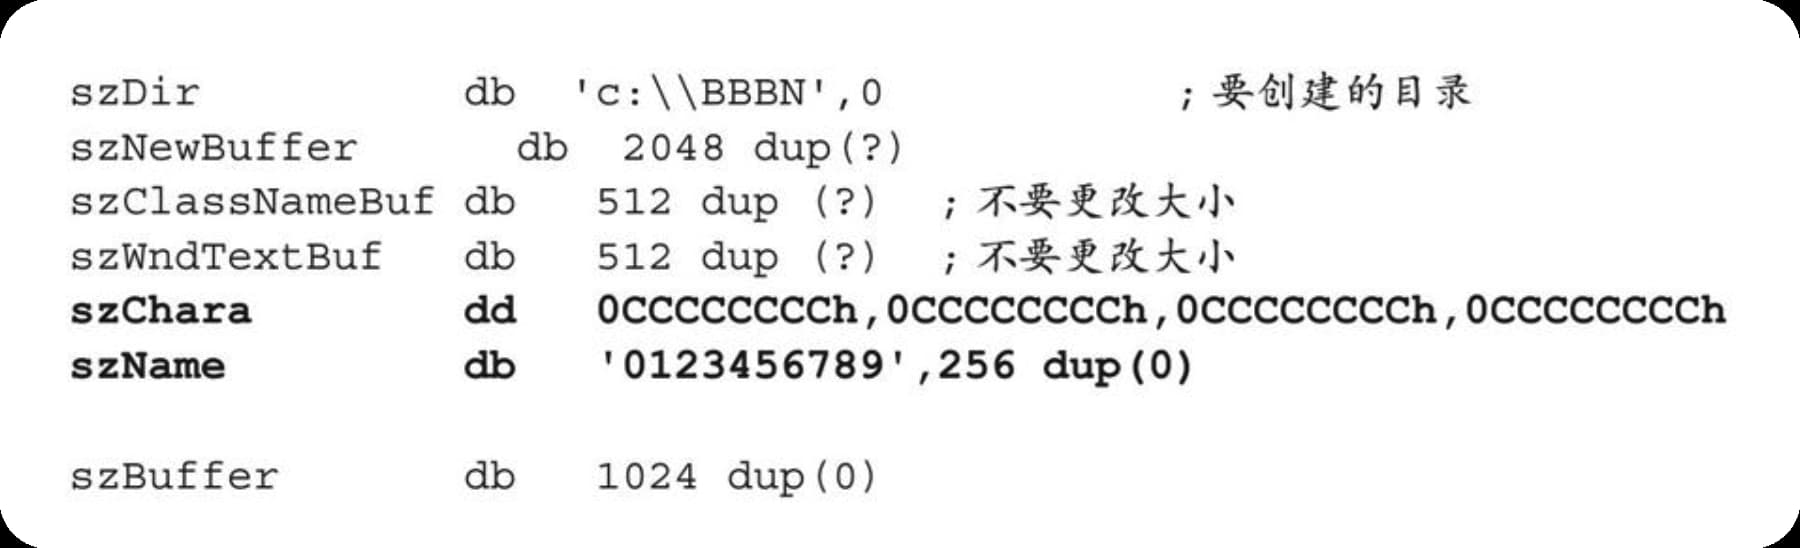 szDir db 'c:\\BBBN',0 ;要创建的目录
szNewBuffer db 2048 dup(?)
szClassNameBuf db 512 dup (?) ;不要更改大小
szWndTextBuf db 512 dup (?) ;不要更改大小
szChara dd 0CCCCCCCCh,0CCCCCCCCh,0CCCCCCCCh,0CCCCCCCCh
szName db '0123456789',256 dup(0)
szBuffer db 1024 dup(0)